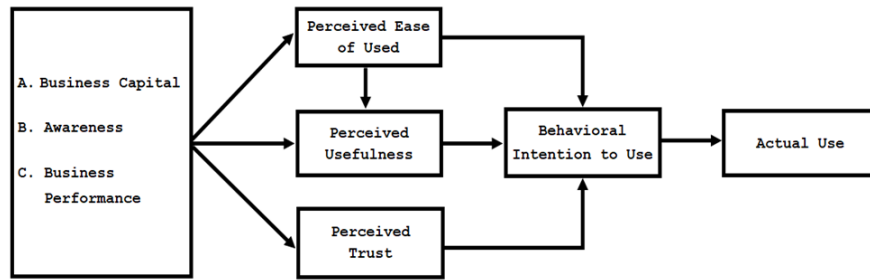 Perceived Ease
of Used
A. Business Capital
B. Awareness
C. Business
Performance
Perceived
Usefulness
Behavioral
Intention to Use
Actual Use
Perceived
Trust